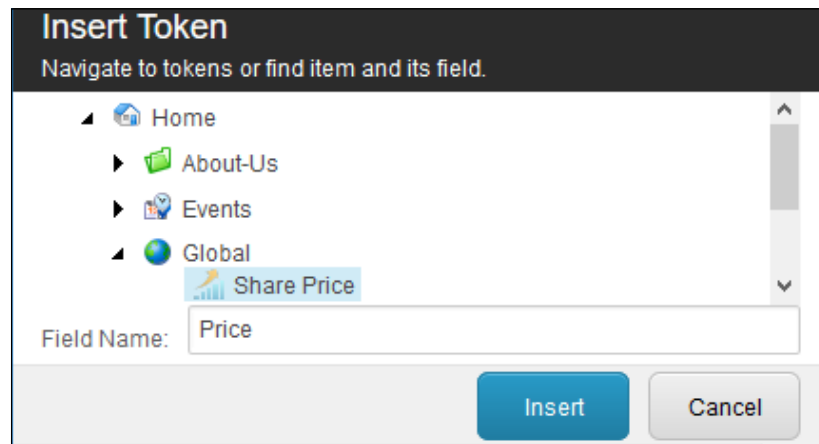 Insert Token
Navigate to tokens or find item and its field.
Home
About-Us
Events
Global
Share Price
Field Name: Price
Insert Cancel